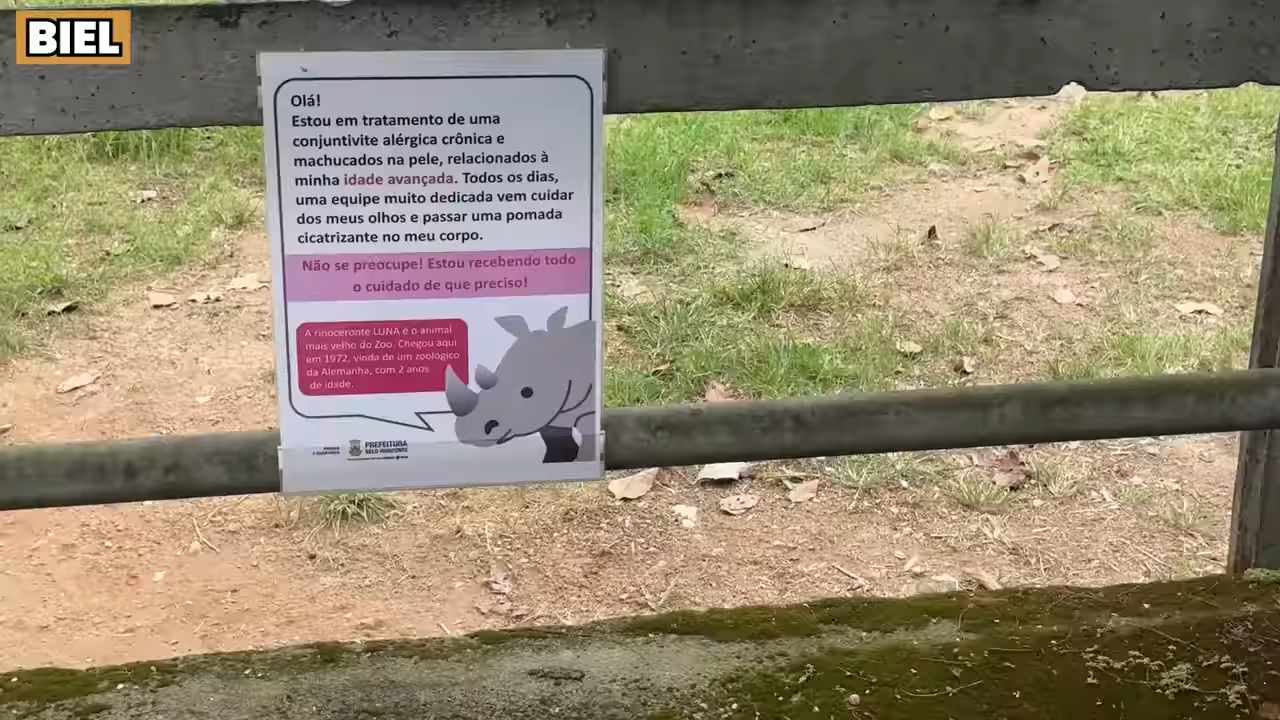 BIEL
Olá!
Estou em tratamento de uma
conjuntivite alérgica crônica e
machucados na pele, relacionados à
minha idade avançada. Todos os dias,
uma equipe muito dedicada vem cuidar
dos meus olhos e passar uma pomada
cicatrizante no meu corpo.
Não se preocupe! Estou recebendo todo
o cuidado de que preciso!
A rinoceronte LUNA é o animal
mais velho do Zoo. Chegou aqui
em 1972, vinda de um zoológico
da Alemanha, com 2 anos
de idade.
PREFEITURA
BELO HORIZONTE